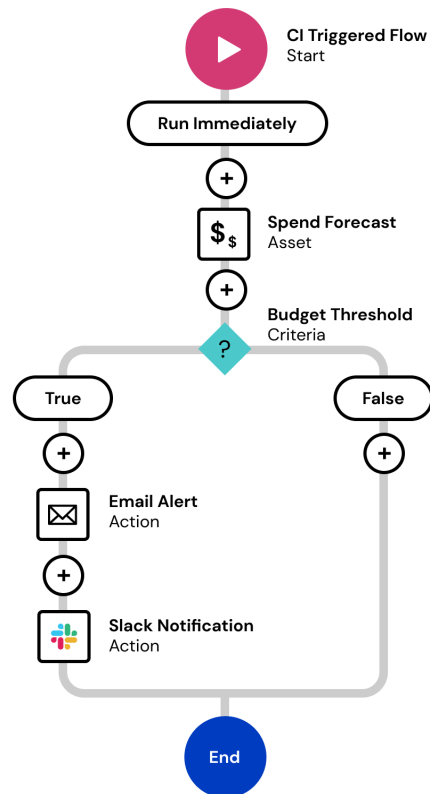 CI Triggered Flow
Start
Run Immediately
+
$$
Spend Forecast
Asset
+
Budget Threshold
Criteria
?
True
False
+
+
Email Alert
Action
+
Slack Notification
Action
End